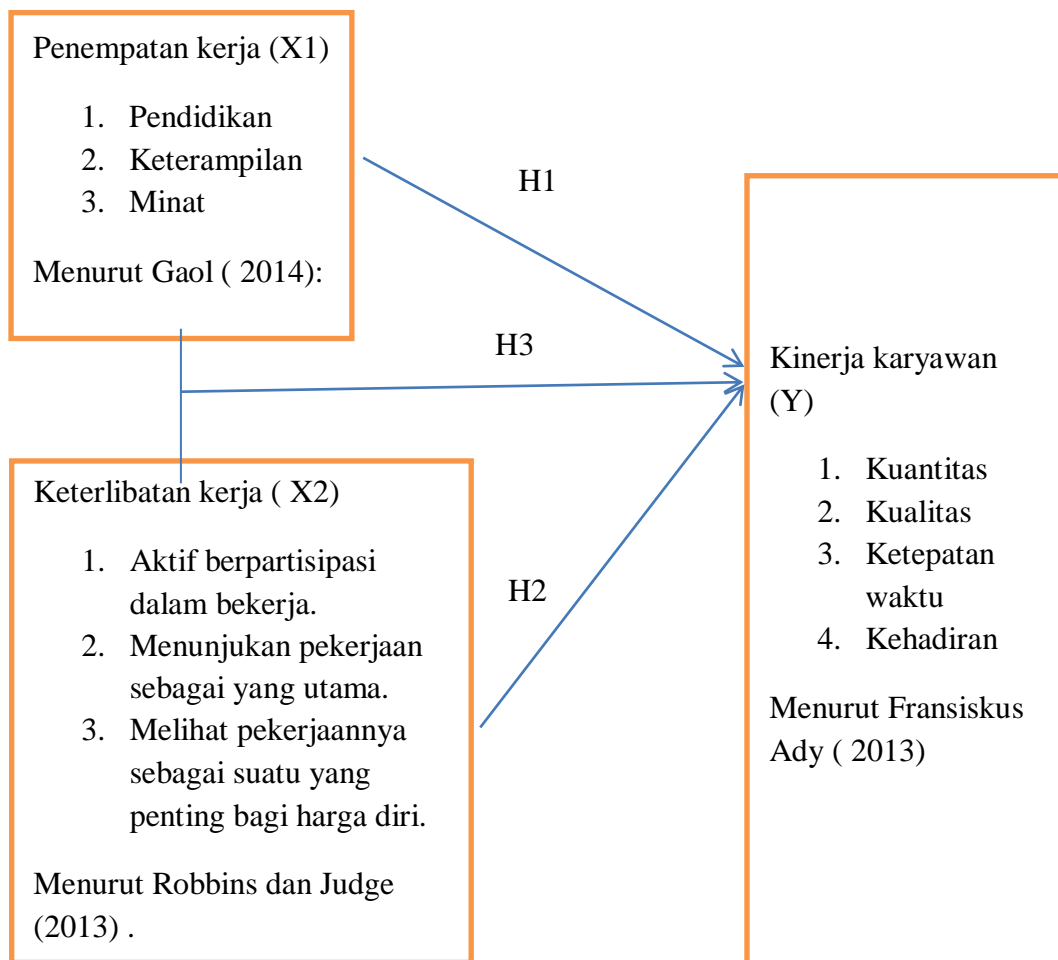 Penempatan kerja (X1)
1. Pendidikan
2. Keterampilan
3. Minat
Menurut Gaol ( 2014):
H1
H3
Keterlibatan kerja ( X2)
1. Aktif berpartisipasi
dalam bekerja.
2. Menunjukan pekerjaan
sebagai yang utama.
3. Melihat pekerjaannya
sebagai suatu yang
penting bagi harga diri.
Menurut Robbins dan Judge
(2013) .
H2
Kinerja karyawan
(Y)
1. Kuantitas
2. Kualitas
3. Ketepatan
waktu
4. Kehadiran
Menurut Fransiskus
Ady ( 2013)